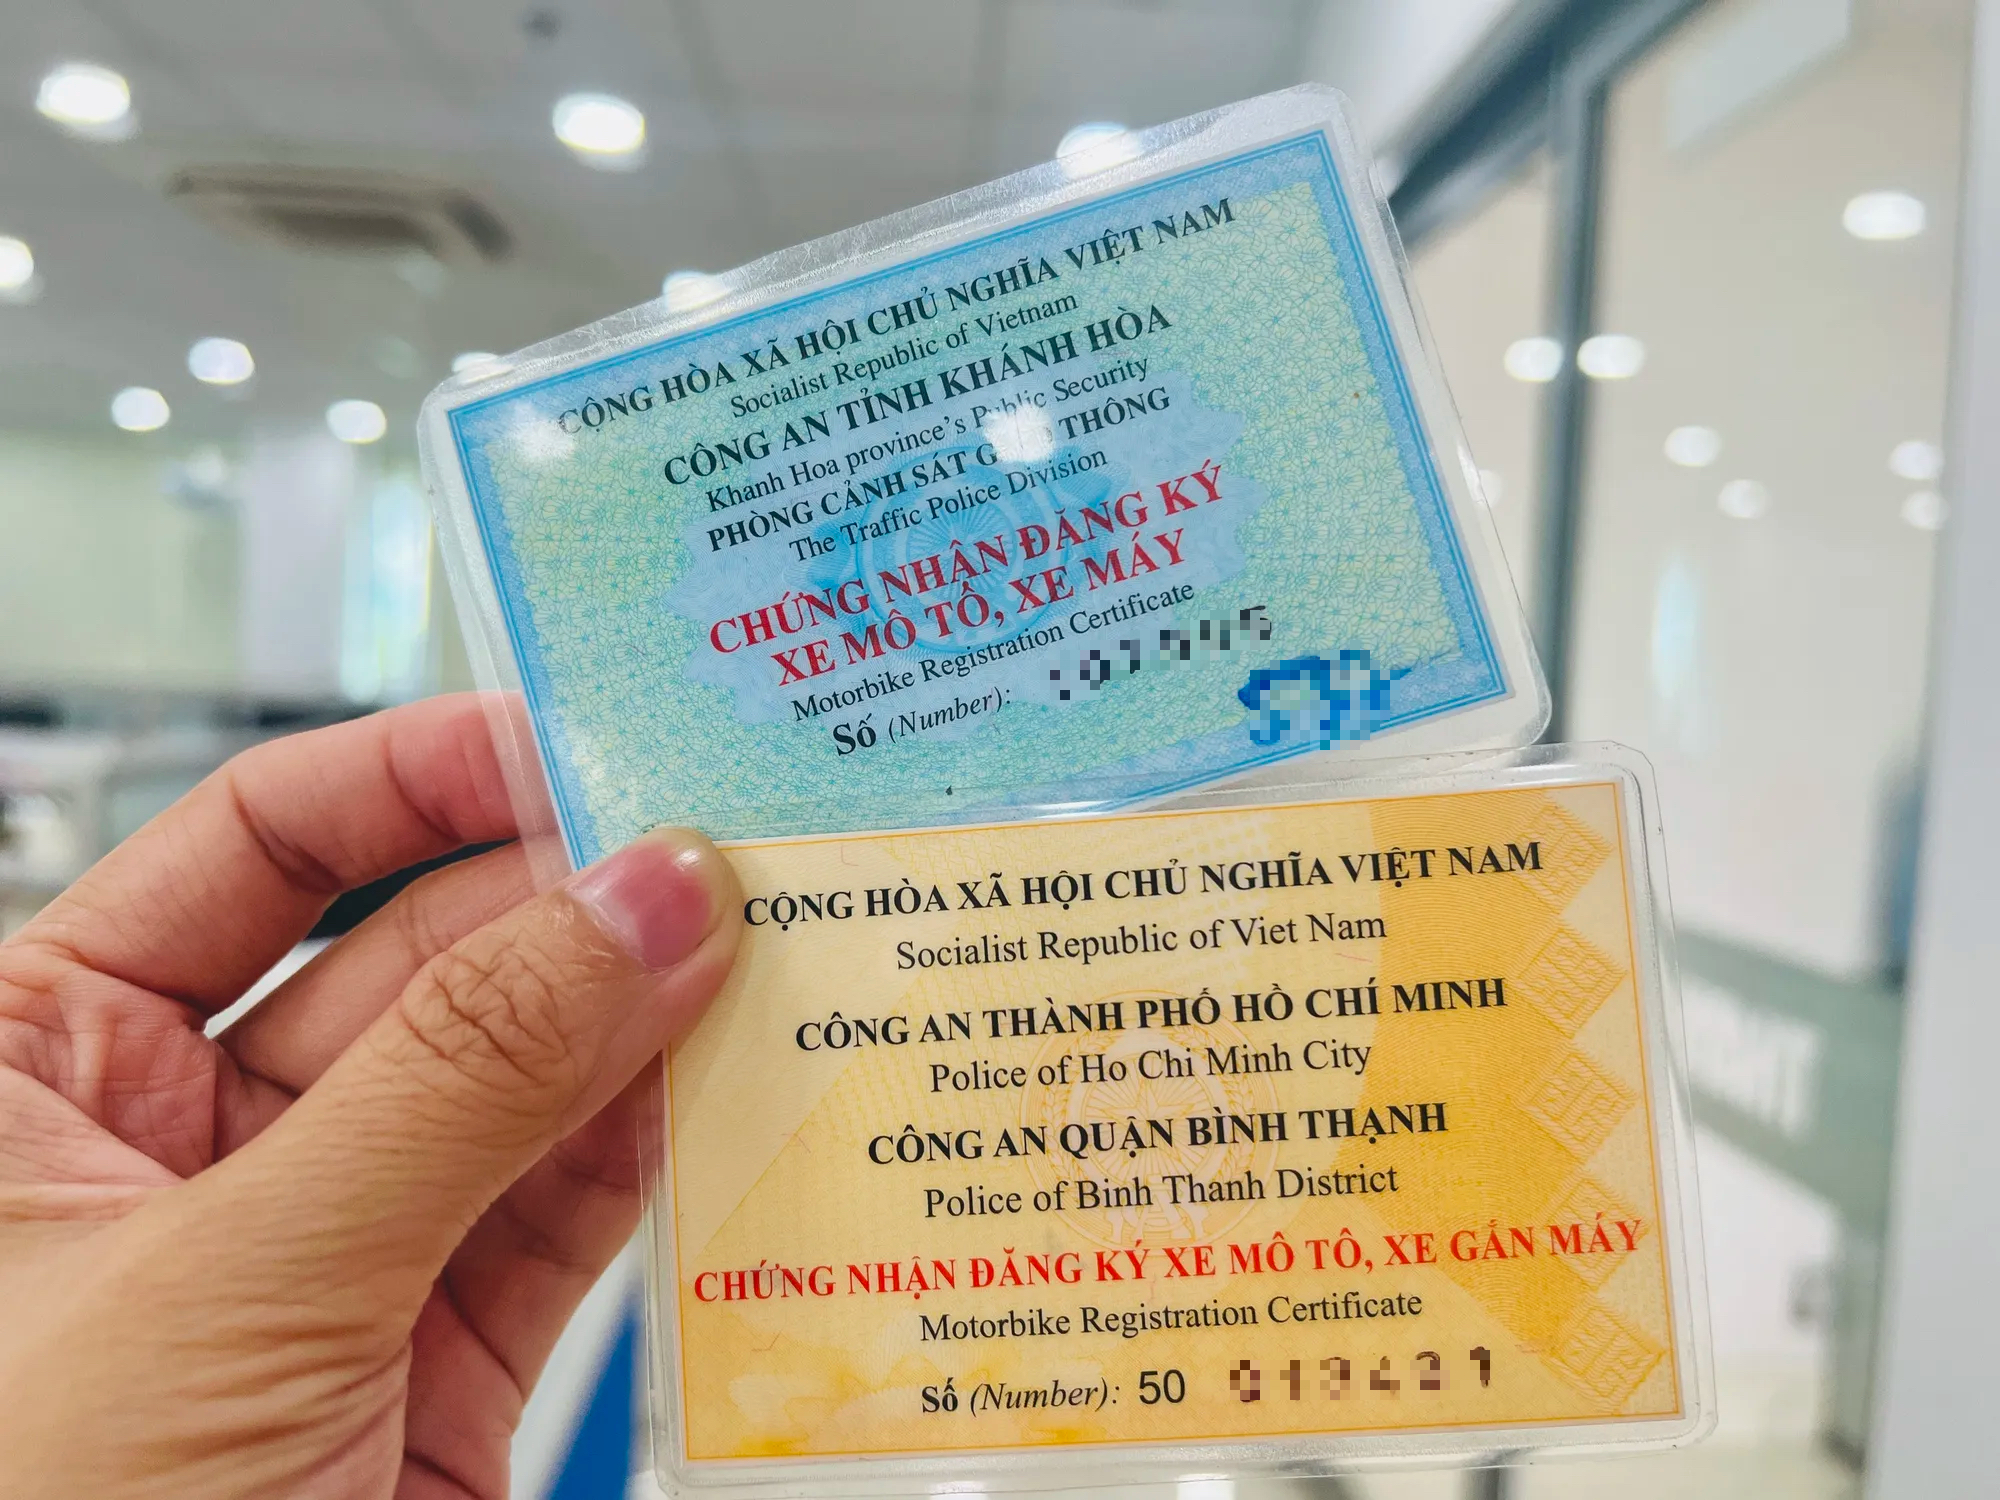 CỘNG HÒA XÃ HỘI CHỦ NGHĨA VIỆT NAM
Socialist Republic of Vietnam
CÔNG AN TỈNH KHÁNH HÒA
Khanh Hoa province's Public Security
PHÒNG CẢNH SÁT THÔNG
The Traffic Police Division
CHỨNG NHẬN ĐĂNG KÝ
XE MÔ TÔ, XE MÁY
Motorbike Registration Certificate
Số (Number):
CỘNG HÒA XÃ HỘI CHỦ NGHĨA VIỆT NAM
Socialist Republic of Viet Nam
CÔNG AN THÀNH PHỐ HỒ CHÍ MINH
Police of Ho Chi Minh City
CÔNG AN QUẬN BÌNH THẠNH
Police of Binh Thanh District
CHỨNG NHẬN ĐĂNG KÝ XE MÔ TÔ, XE GẮN MÁY
Motorbike Registration Certificate
Số (Number): 50